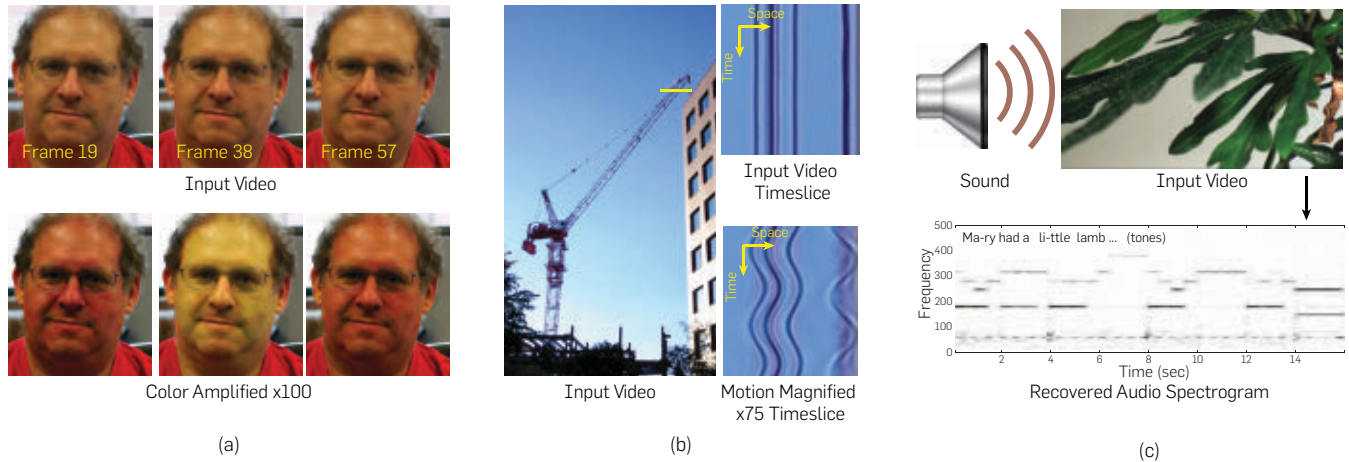 Frame 19
Frame 38
Frame 57
Input Video
Color Amplified x100
(a)
Space
Time
Input Video
Timeslice
Space
Time
Input Video
Motion Magnified
x75 Timeslice
(b)
Sound
Input Video
Ma-ry had a li-ttle lamb ... (tones)
Frequency
500
400
300
200
100
0
2 4 6 8 10 12 14
Time (sec)
Recovered Audio Spectrogram
(c)